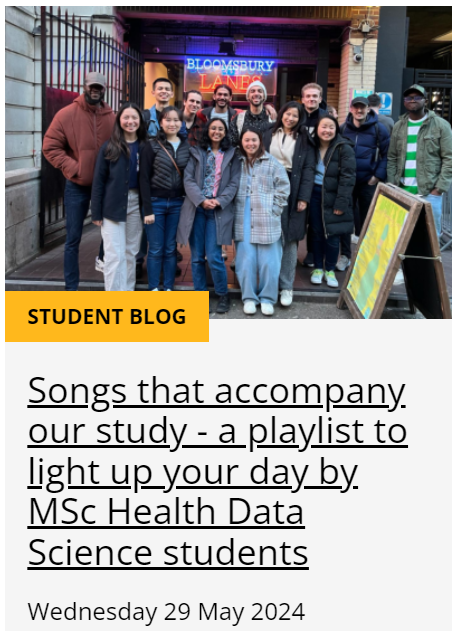 BLOOMSBURY
LANES
STUDENT BLOG
Songs that accompany
our study - a playlist to
light up your day by
MSc Health Data
Science students
Wednesday 29 May 2024